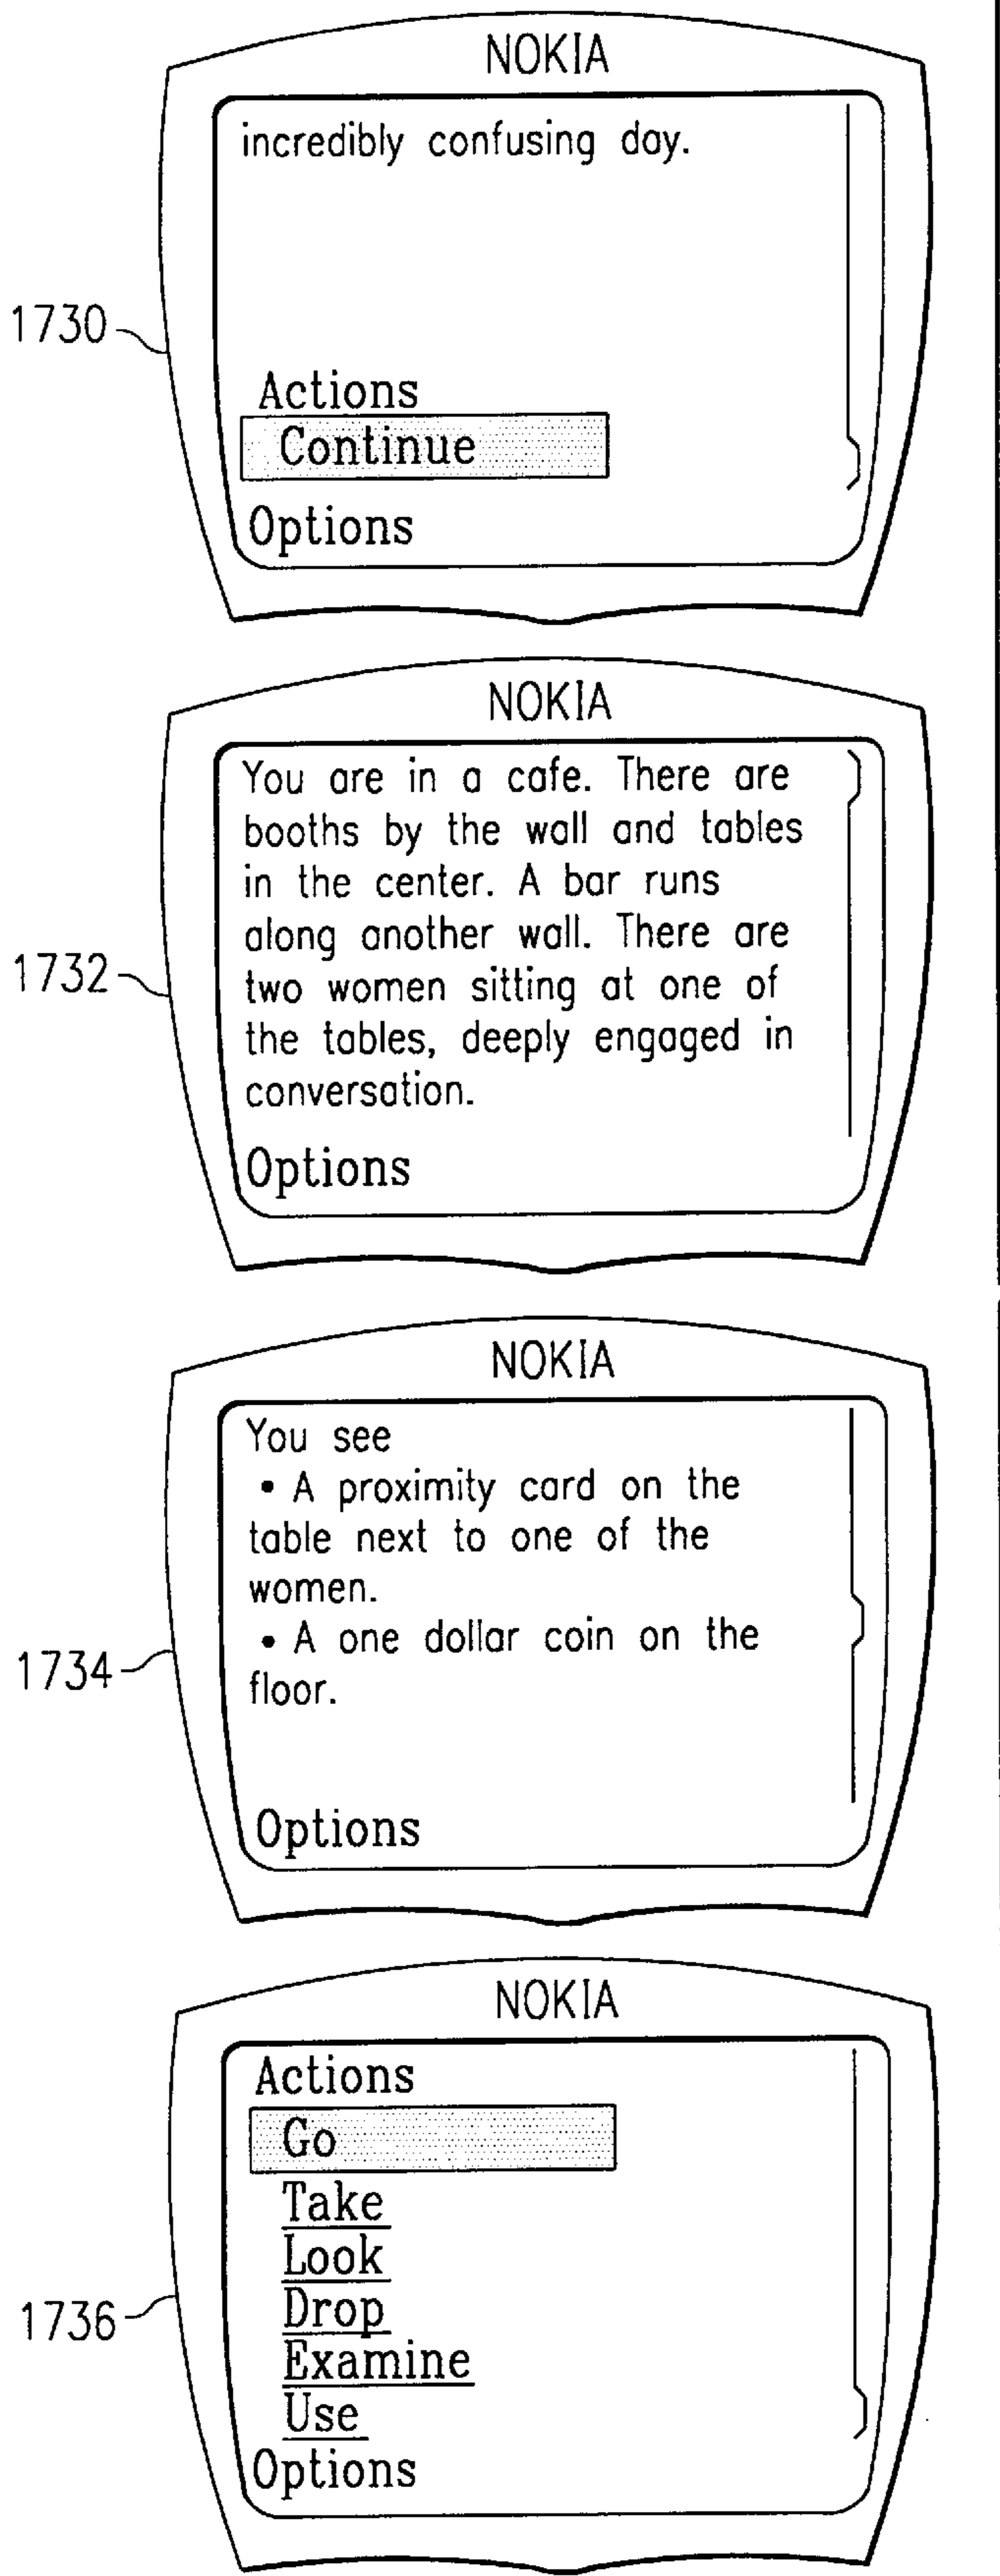 NOKIA
incredibly confusing day.
1730
Actions
Continue
Options
NOKIA
You are in a cafe. There are
booths by the wall and tables
in the center. A bar runs
along another wall. There are
1732
two women sitting at one of
the tables, deeply engaged in
conversation.
Options
NOKIA
You see
• A proximity card on the
table next to one of the
women.
• A one dollar coin on the
1734
floor.
Options
NOKIA
Actions
Go
Take
Look
Drop
1736
Examine
Use
Options